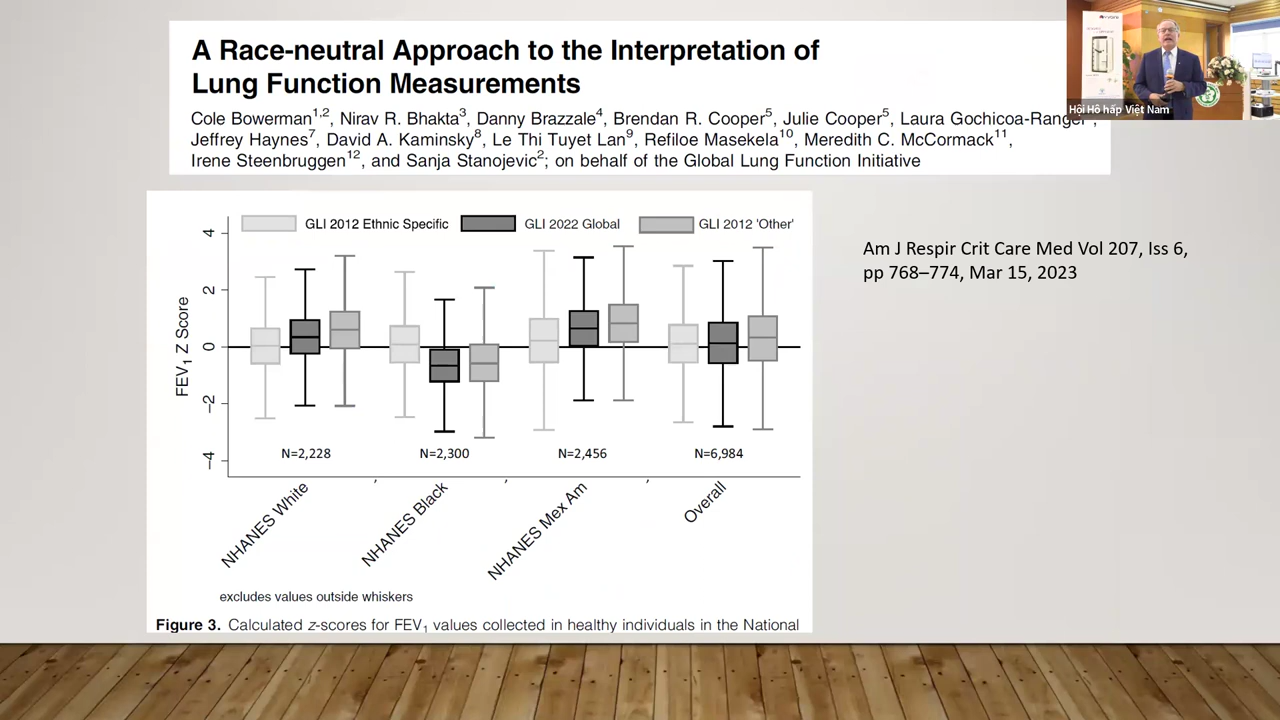 A Race-neutral Approach to the Interpretation of
Lung Function Measurements
Cole Bowerman1,2, Nirav R. Bhakta3, Danny Brazzale4, Brendan R. Cooper5, Julie Cooper5, Laura Gochicoa-Rangel
Jeffrey Haynes7, David A. Kaminsky8, Le Thi Tuyet Lan9, Refiloe Masekela10, Meredith C. McCormack11,
Irene Steenbruggen12, and Sanja Stanojevic2; on behalf of the Global Lung Function Initiative
Hội Hô hấp Việt Nam
GLI 2012 Ethnic Specific
GLI 2022 Global
GLI 2012 'Other'
FEV1 Z Score
4
2
0
−2
−4
N=2,228
N=2,300
N=2,456
N=6,984
NHANES White
NHANES Black
NHANES Mex Am
Overall
excludes values outside whiskers
Figure 3. Calculated z-scores for FEV1 values collected in healthy individuals in the National
Am J Respir Crit Care Med Vol 207, Iss 6,
pp 768–774, Mar 15, 2023